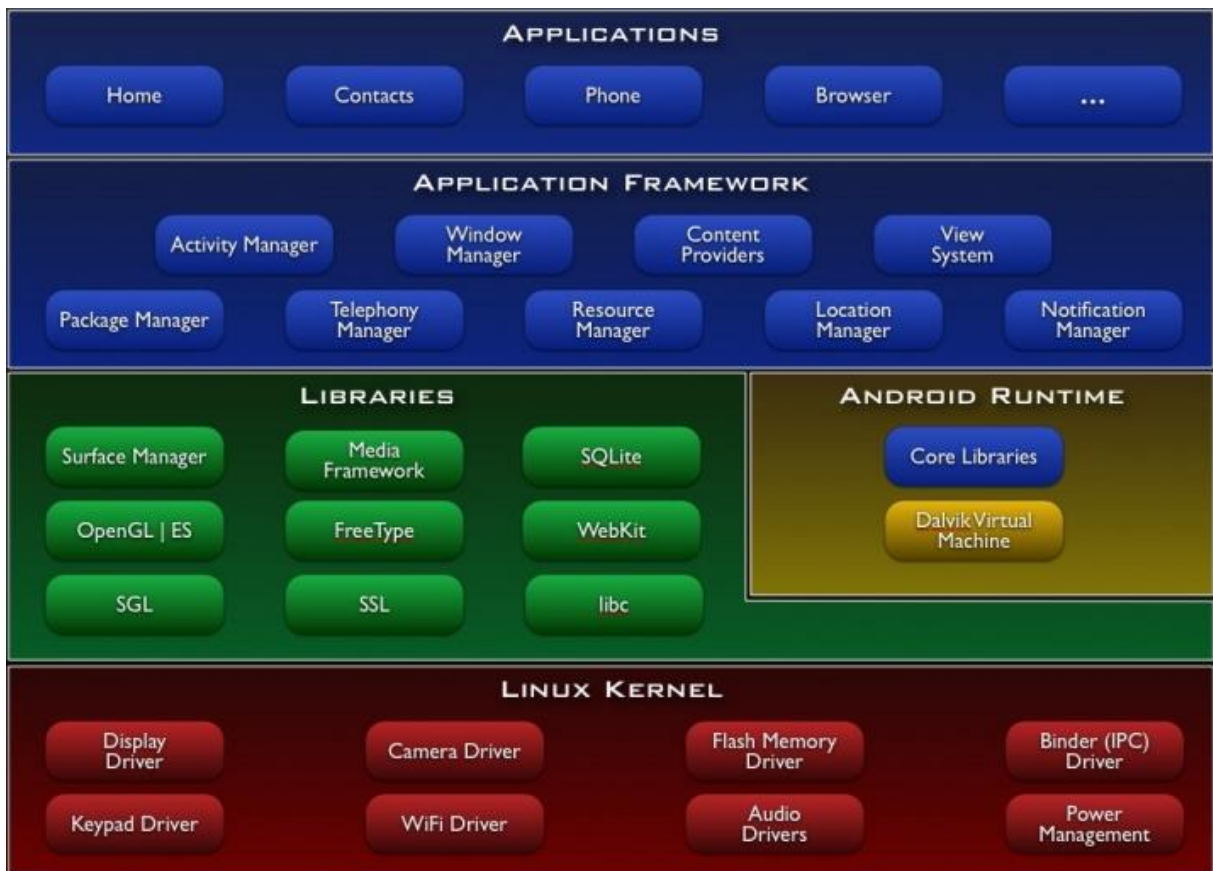 APPLICATIONS
Home
Contacts
Phone
Browser
...
APPLICATION FRAMEWORK
Activity Manager
Window
Manager
Content
Providers
View
System
Package Manager
Telephony
Manager
Resource
Manager
Location
Manager
Notification
Manager
LIBRARIES
Surface Manager
Media
Framework
SQLite
OpenGL | ES
FreeType
WebKit
SGL
SSL
libc
ANDROID RUNTIME
Core Libraries
Dalvik Virtual
Machine
LINUX KERNEL
Display
Driver
Camera Driver
Flash Memory
Driver
Binder (IPC)
Driver
Keypad Driver
WiFi Driver
Audio
Drivers
Power
Management